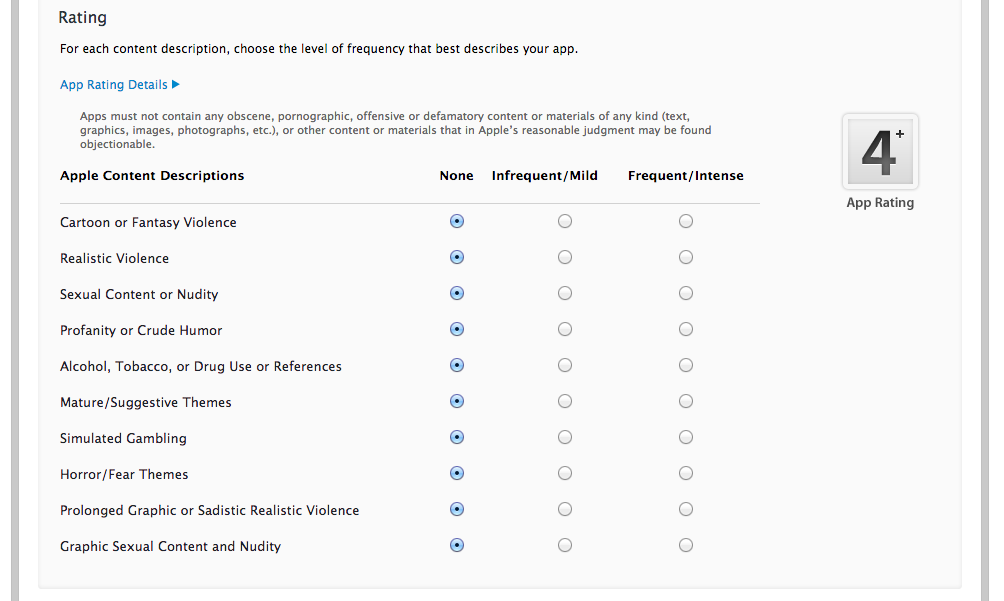 Rating
For each content description, choose the level of frequency that best describes your app.
App Rating Details ▶
Apps must not contain any obscene, pornographic, offensive or defamatory content or materials of any kind (text,
graphics, images, photographs, etc.), or other content or materials that in Apple's reasonable judgment may be found
objectionable.
4+
App Rating
Apple Content Descriptions None Infrequent/Mild Frequent/Intense
Cartoon or Fantasy Violence
Realistic Violence
Sexual Content or Nudity
Profanity or Crude Humor
Alcohol, Tobacco, or Drug Use or References
Mature/Suggestive Themes
Simulated Gambling
Horror/Fear Themes
Prolonged Graphic or Sadistic Realistic Violence
Graphic Sexual Content and Nudity